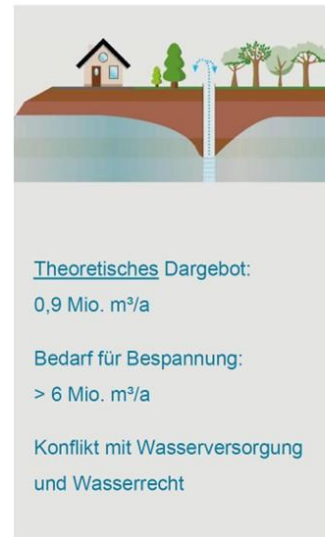 Theoretisches Dargebot:
0,9 Mio. m³/a
Bedarf für Bespannung:
> 6 Mio. m³/a
Konflikt mit Wasserversorgung
und Wasserrecht